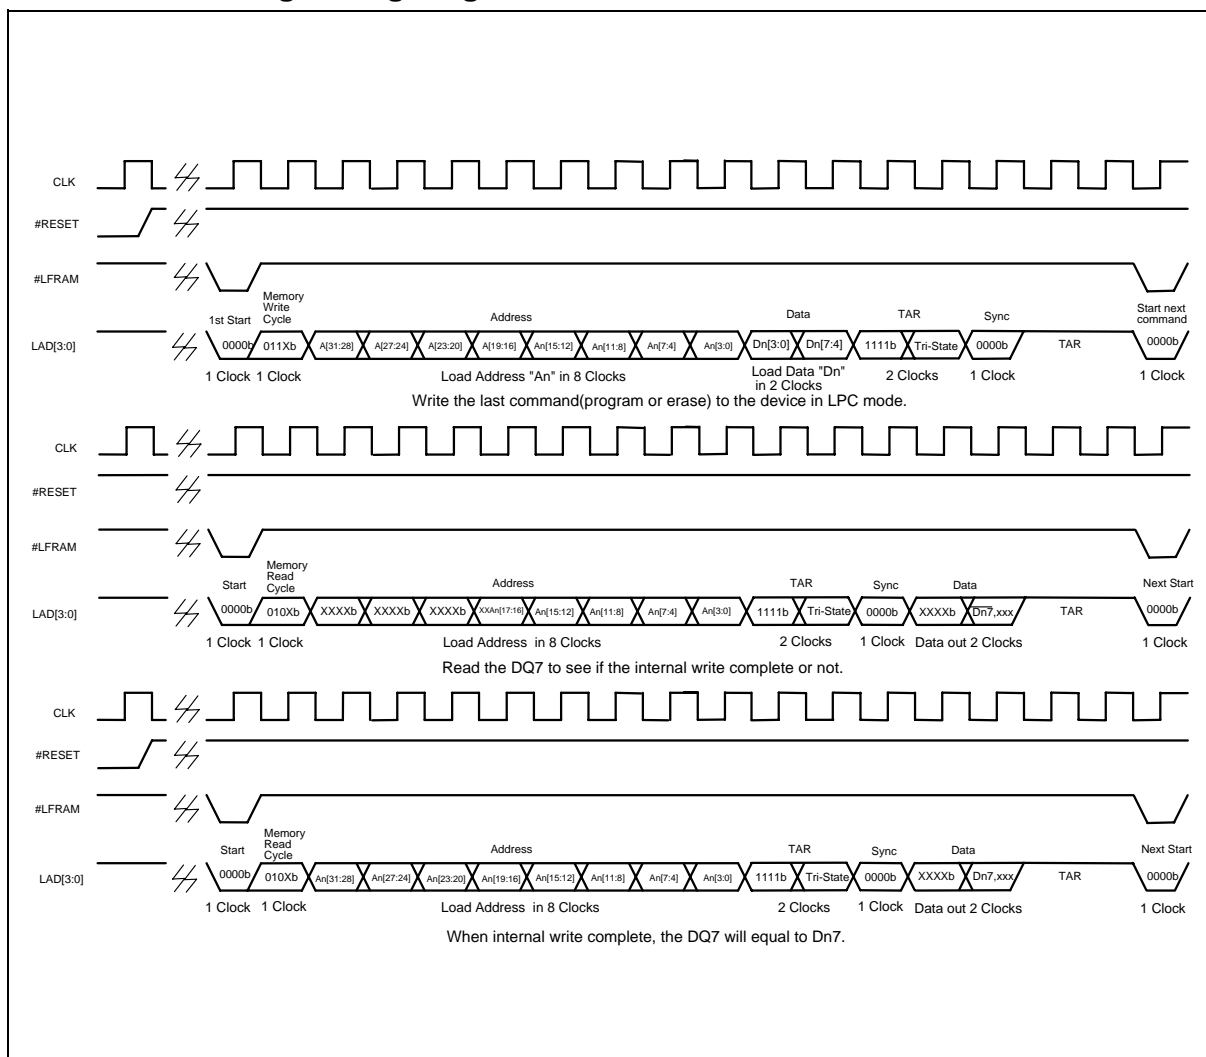 CLK
#RESET
#LFRAM
Memory
Write
Cycle
1st Start
Address
Data
TAR
Sync
Start next
command
LAD[3:0]
0000b
011Xb
A[31:28]
A[27:24]
A[23:20]
A[19:16]
An[15:12]
An[11:8]
An[7:4]
An[3:0]
Dn[3:0]
Dn[7:4]
1111b
Tri-State
0000b
TAR
0000b
1 Clock
1 Clock
Load Address "An" in 8 Clocks
Load Data "Dn"
in 2 Clocks
2 Clocks
1 Clock
1 Clock
Write the last command(program or erase) to the device in LPC mode.
CLK
#RESET
#LFRAM
Memory
Read
Cycle
Start
Address
TAR
Sync
Data
Next Start
LAD[3:0]
0000b
010Xb
XXXXb
XXXXb
XXXXb
XXAn[17:16]
An[15:12]
An[11:8]
An[7:4]
An[3:0]
1111b
Tri-State
0000b
XXXXb
Dn7,xxx
TAR
0000b
1 Clock
1 Clock
Load Address in 8 Clocks
2 Clocks
1 Clock
Data out 2 Clocks
1 Clock
Read the DQ7 to see if the internal write complete or not.
CLK
#RESET
#LFRAM
Memory
Read
Cycle
Start
Address
TAR
Sync
Data
Next Start
LAD[3:0]
0000b
010Xb
An[31:28]
An[27:24]
An[23:20]
An[19:16]
An[15:12]
An[11:8]
An[7:4]
An[3:0]
1111b
Tri-State
0000b
XXXXb
Dn7,xxx
TAR
0000b
1 Clock
1 Clock
Load Address in 8 Clocks
2 Clocks
1 Clock
Data out 2 Clocks
1 Clock
When internal write complete, the DQ7 will equal to Dn7.